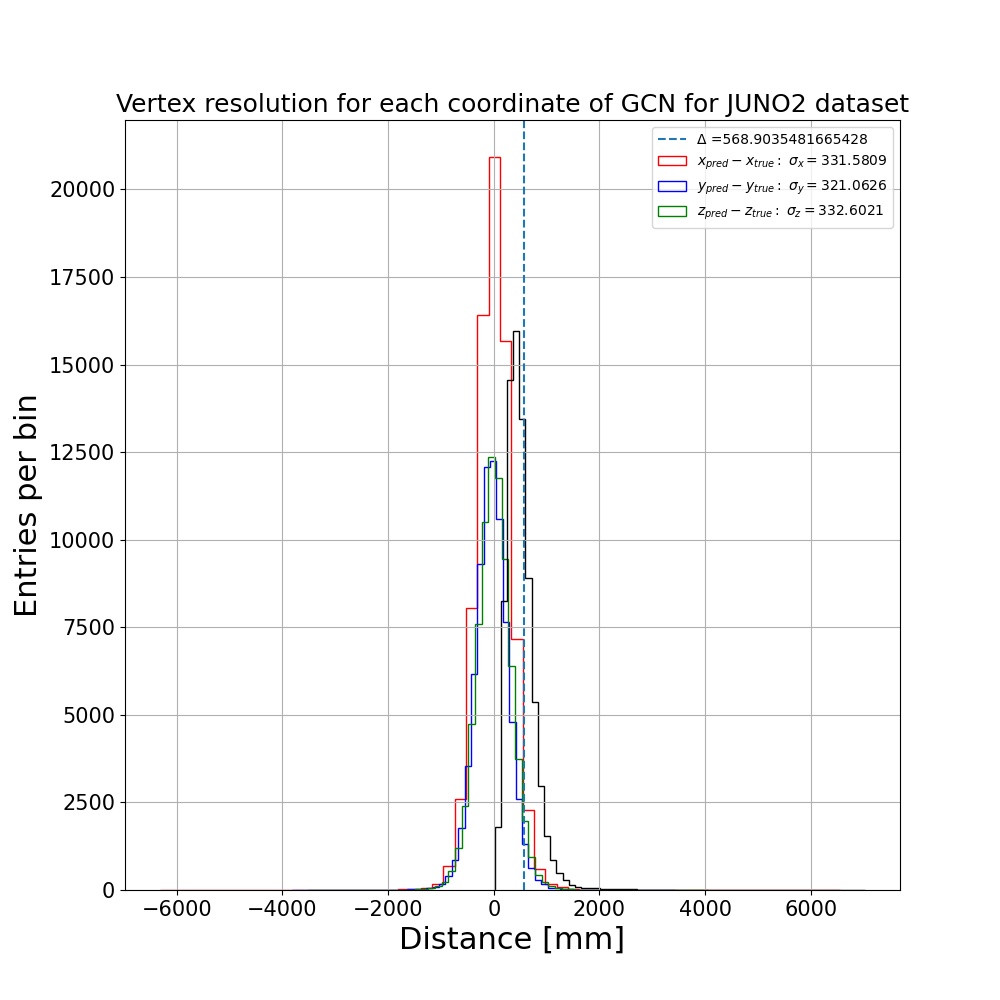 Vertex resolution for each coordinate of GCN for JUNO2 dataset
Δ =568.9035481665428
x_pred − x_true : σ_x = 331.5809
y_pred − y_true : σ_y = 321.0626
z_pred − z_true : σ_z = 332.6021
Entries per bin
20000
17500
15000
12500
10000
7500
5000
2500
0
−6000 −4000 −2000 0 2000 4000 6000
Distance [mm]